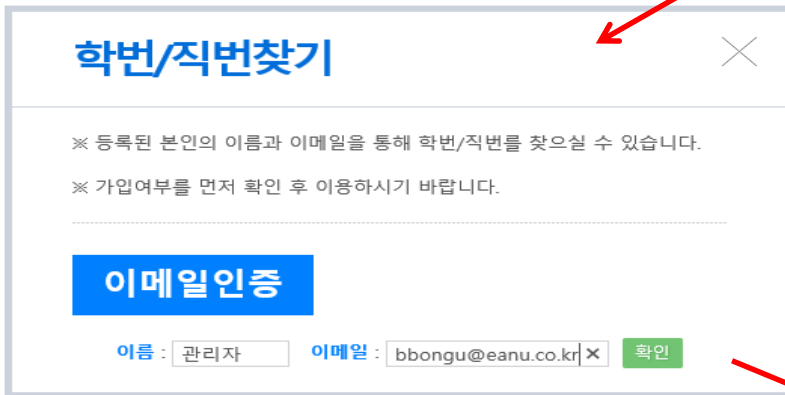 학번/직번찾기
※ 등록된 본인의 이름과 이메일을 통해 학번/직번를 찾으실 수 있습니다.
※ 가입여부를 먼저 확인 후 이용하시기 바랍니다.
이메일인증
이름 : 관리자 이메일 : bbongu@eanu.co.kr 확인